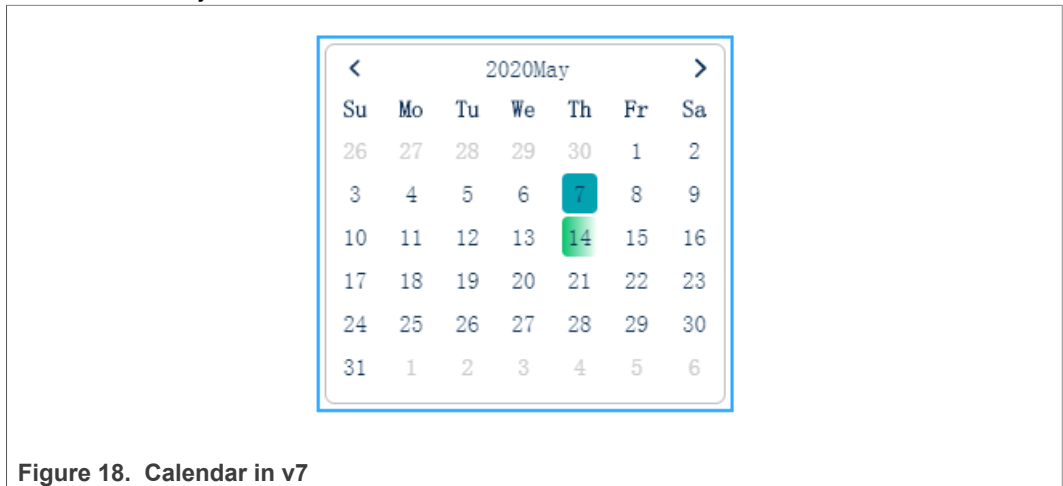 < 2020May >
Su Mo Tu We Th Fr Sa
26 27 28 29 30 1 2
3 4 5 6 7 8 9
10 11 12 13 14 15 16
17 18 19 20 21 22 23
24 25 26 27 28 29 30
31 1 2 3 4 5 6
Figure 18. Calendar in v7